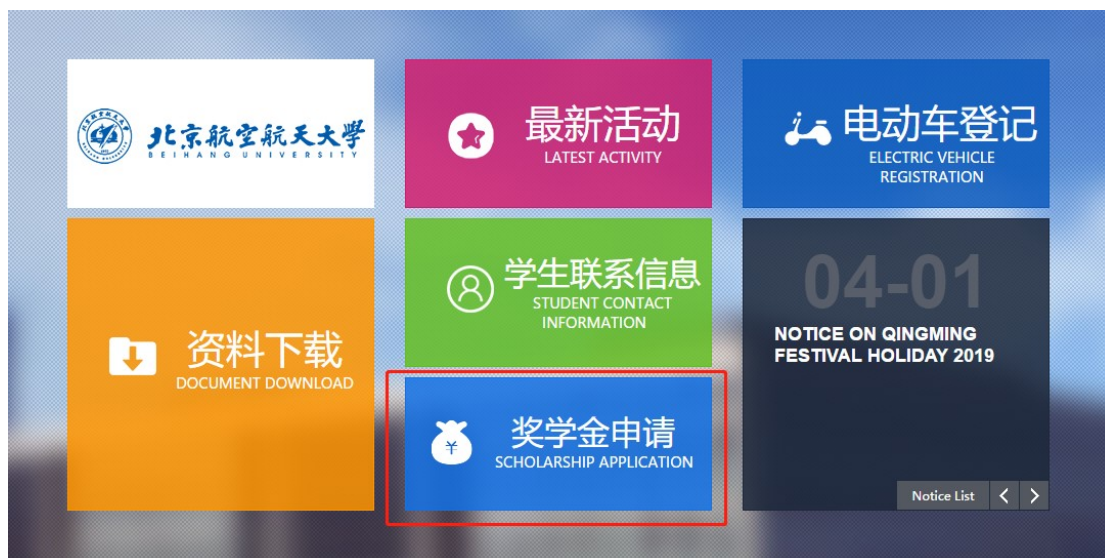 北京航空航天大學
BEIHANG UNIVERSITY
最新活动
LATEST ACTIVITY
电动车登记
ELECTRIC VEHICLE
REGISTRATION
资料下载
DOCUMENT DOWNLOAD
学生联系信息
STUDENT CONTACT
INFORMATION
¥
奖学金申请
SCHOLARSHIP APPLICATION
04-01
NOTICE ON QINGMING
FESTIVAL HOLIDAY 2019
Notice List